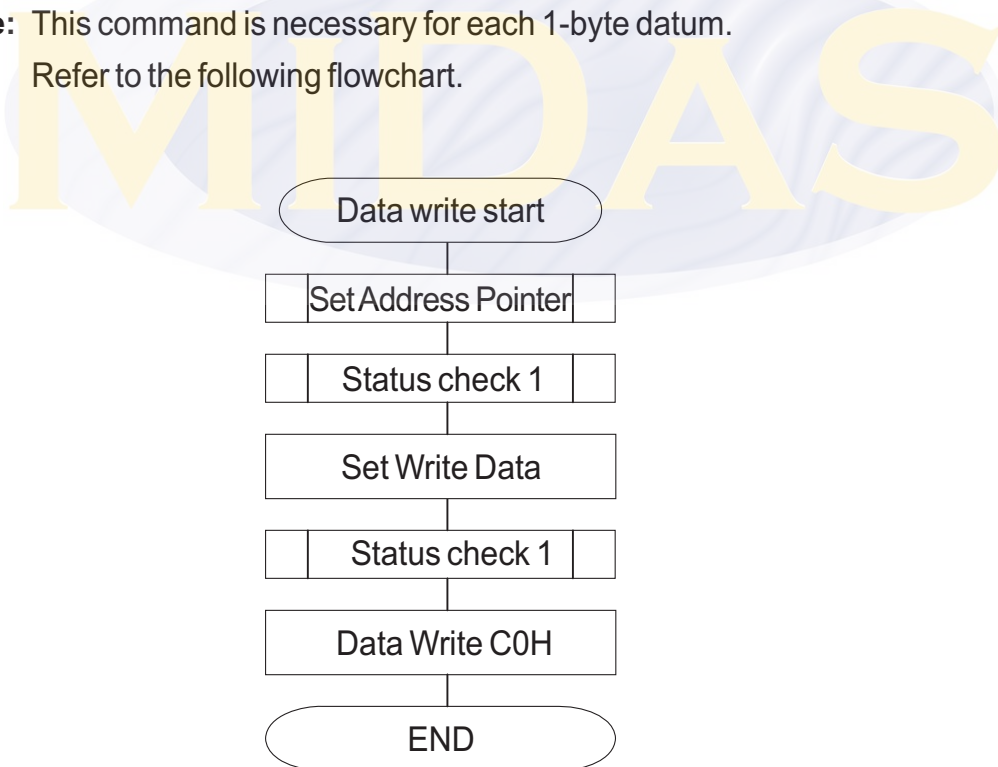 e: This command is necessary for each 1-byte datum.
Refer to the following flowchart.
MIDAS
Data write start
Set Address Pointer
Status check 1
Set Write Data
Status check 1
Data Write C0H
END